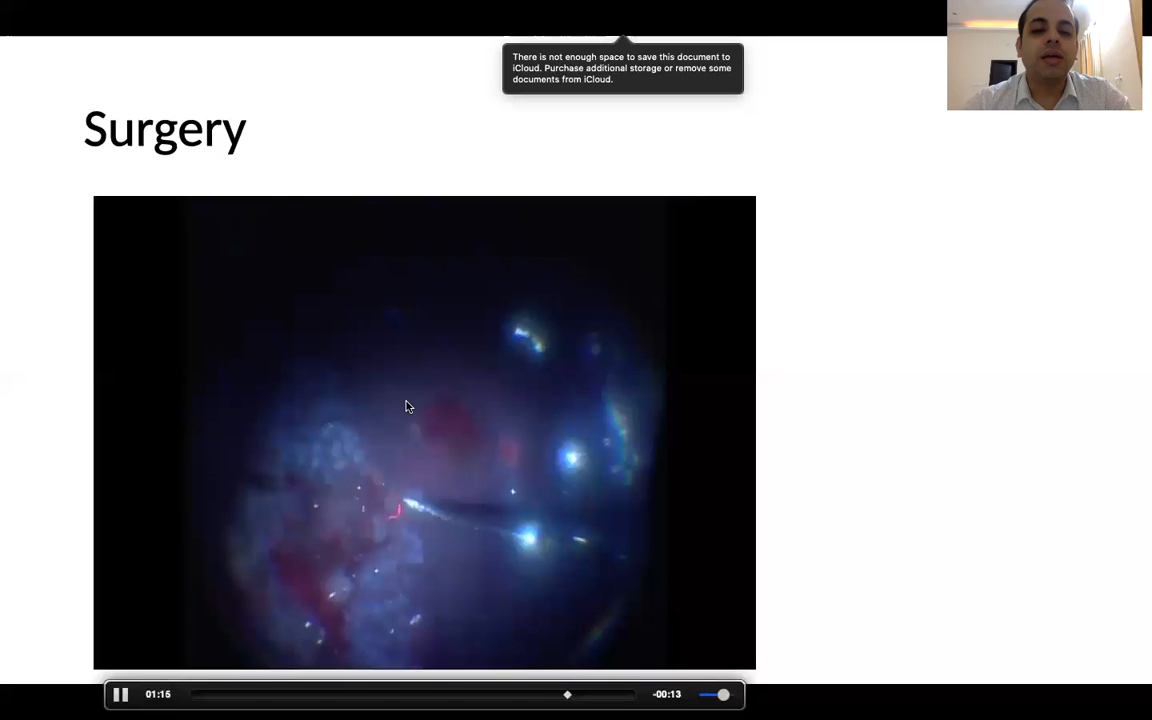 There is not enough space to save this document to
iCloud. Purchase additional storage or remove some
documents from iCloud.
Surgery
01:15
-00:13